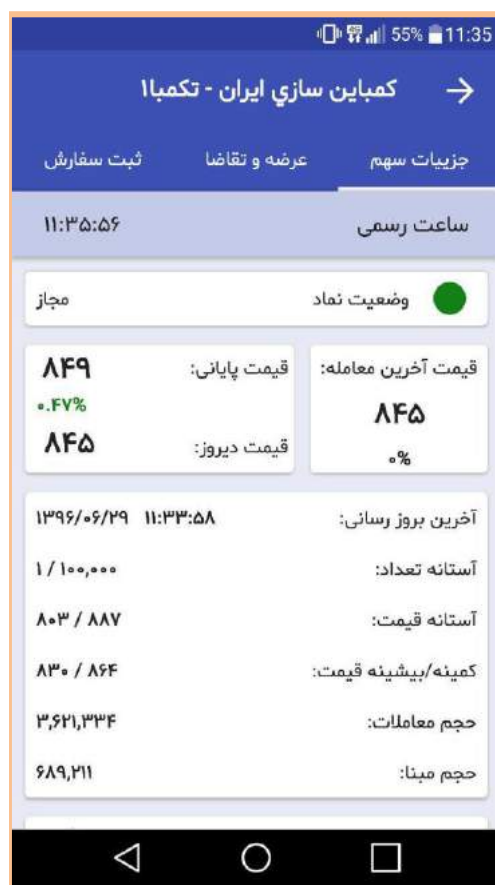 55% 11:35
کمباین سازي ایران - تکمبا۱
جزییات سهم عرضه و تقاضا ثبت سفارش
ساعت رسمی ۱۱:۳۵:۵۶
وضعیت نماد مجاز
قیمت آخرین معامله: ۸۴۵
۰%
قیمت پایانی: ۸۴۹
۰.۴۷%
قیمت دیروز: ۸۴۵
آخرین بروز رسانی: ۱۳۹۶/۰۶/۲۹ ۱۱:۳۳:۵۸
آستانه تعداد: ۱ / ۱۰۰,۰۰۰
آستانه قیمت: ۸۰۳ / ۸۸۷
کمینه/بیشینه قیمت: ۸۳۰ / ۸۶۴
حجم معاملات: ۳,۶۲۱,۳۳۴
حجم مبنا: ۶۸۹,۲۱۱